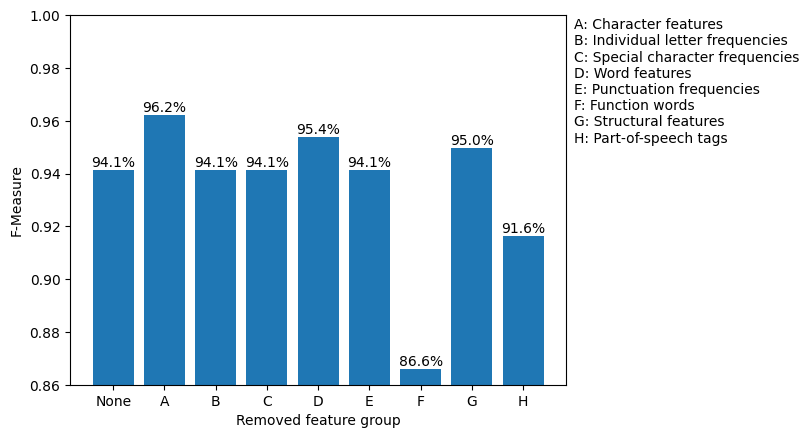 1.00
0.98
0.96
0.94
0.92
0.90
0.88
0.86
F-Measure
94.1%
96.2%
94.1%
94.1%
95.4%
94.1%
86.6%
95.0%
91.6%
None A B C D E F G H
Removed feature group
A: Character features
B: Individual letter frequencies
C: Special character frequencies
D: Word features
E: Punctuation frequencies
F: Function words
G: Structural features
H: Part-of-speech tags